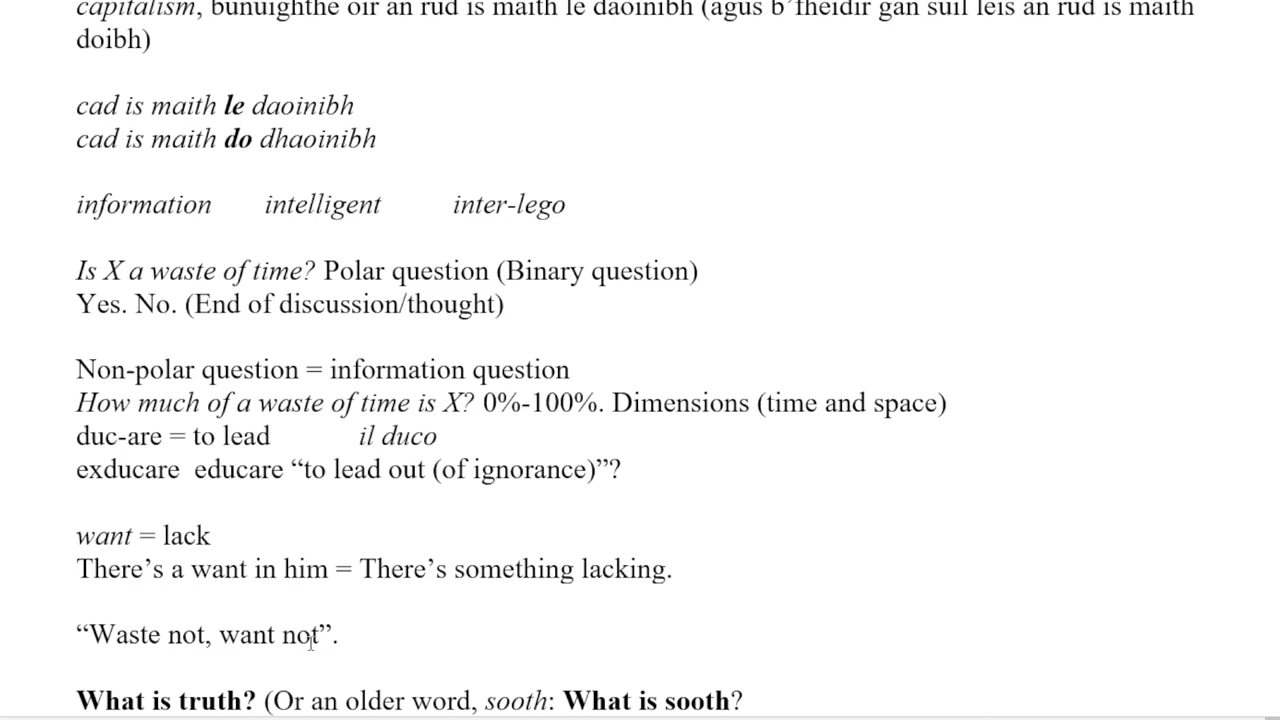 capitalism, bunuighthe óir an rud is maith le daoinibh (agus b’fhéidir gan súil leis an rud is maith
doibh)
cad is maith le daoinibh
cad is maith do dhaoinibh
information intelligent inter-lego
Is X a waste of time? Polar question (Binary question)
Yes. No. (End of discussion/thought)
Non-polar question = information question
How much of a waste of time is X? 0%-100%. Dimensions (time and space)
duc-are = to lead il duco
exducare educare “to lead out (of ignorance)”?
want = lack
There’s a want in him = There’s something lacking.
“Waste not, want not”.
What is truth? (Or an older word, sooth: What is sooth?